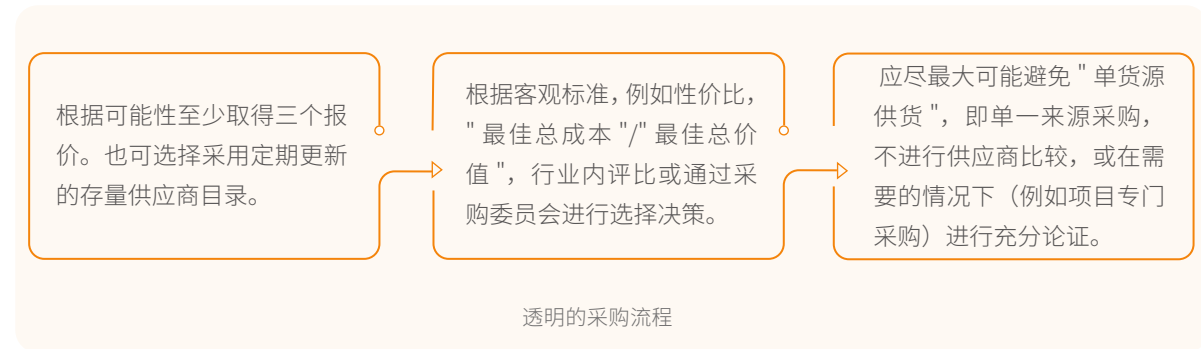 根据可能性至少取得三个报
价。也可选择采用定期更新
的存量供应商目录。
根据客观标准，例如性价比，
"最佳总成本"/"最佳总价
值"，行业内评比或通过采
购委员会进行选择决策。
应尽最大可能避免"单货源
供货"，即单一来源采购，
不进行供应商比较，或在需
要的情况下（例如项目专门
采购）进行充分论证。
透明的采购流程